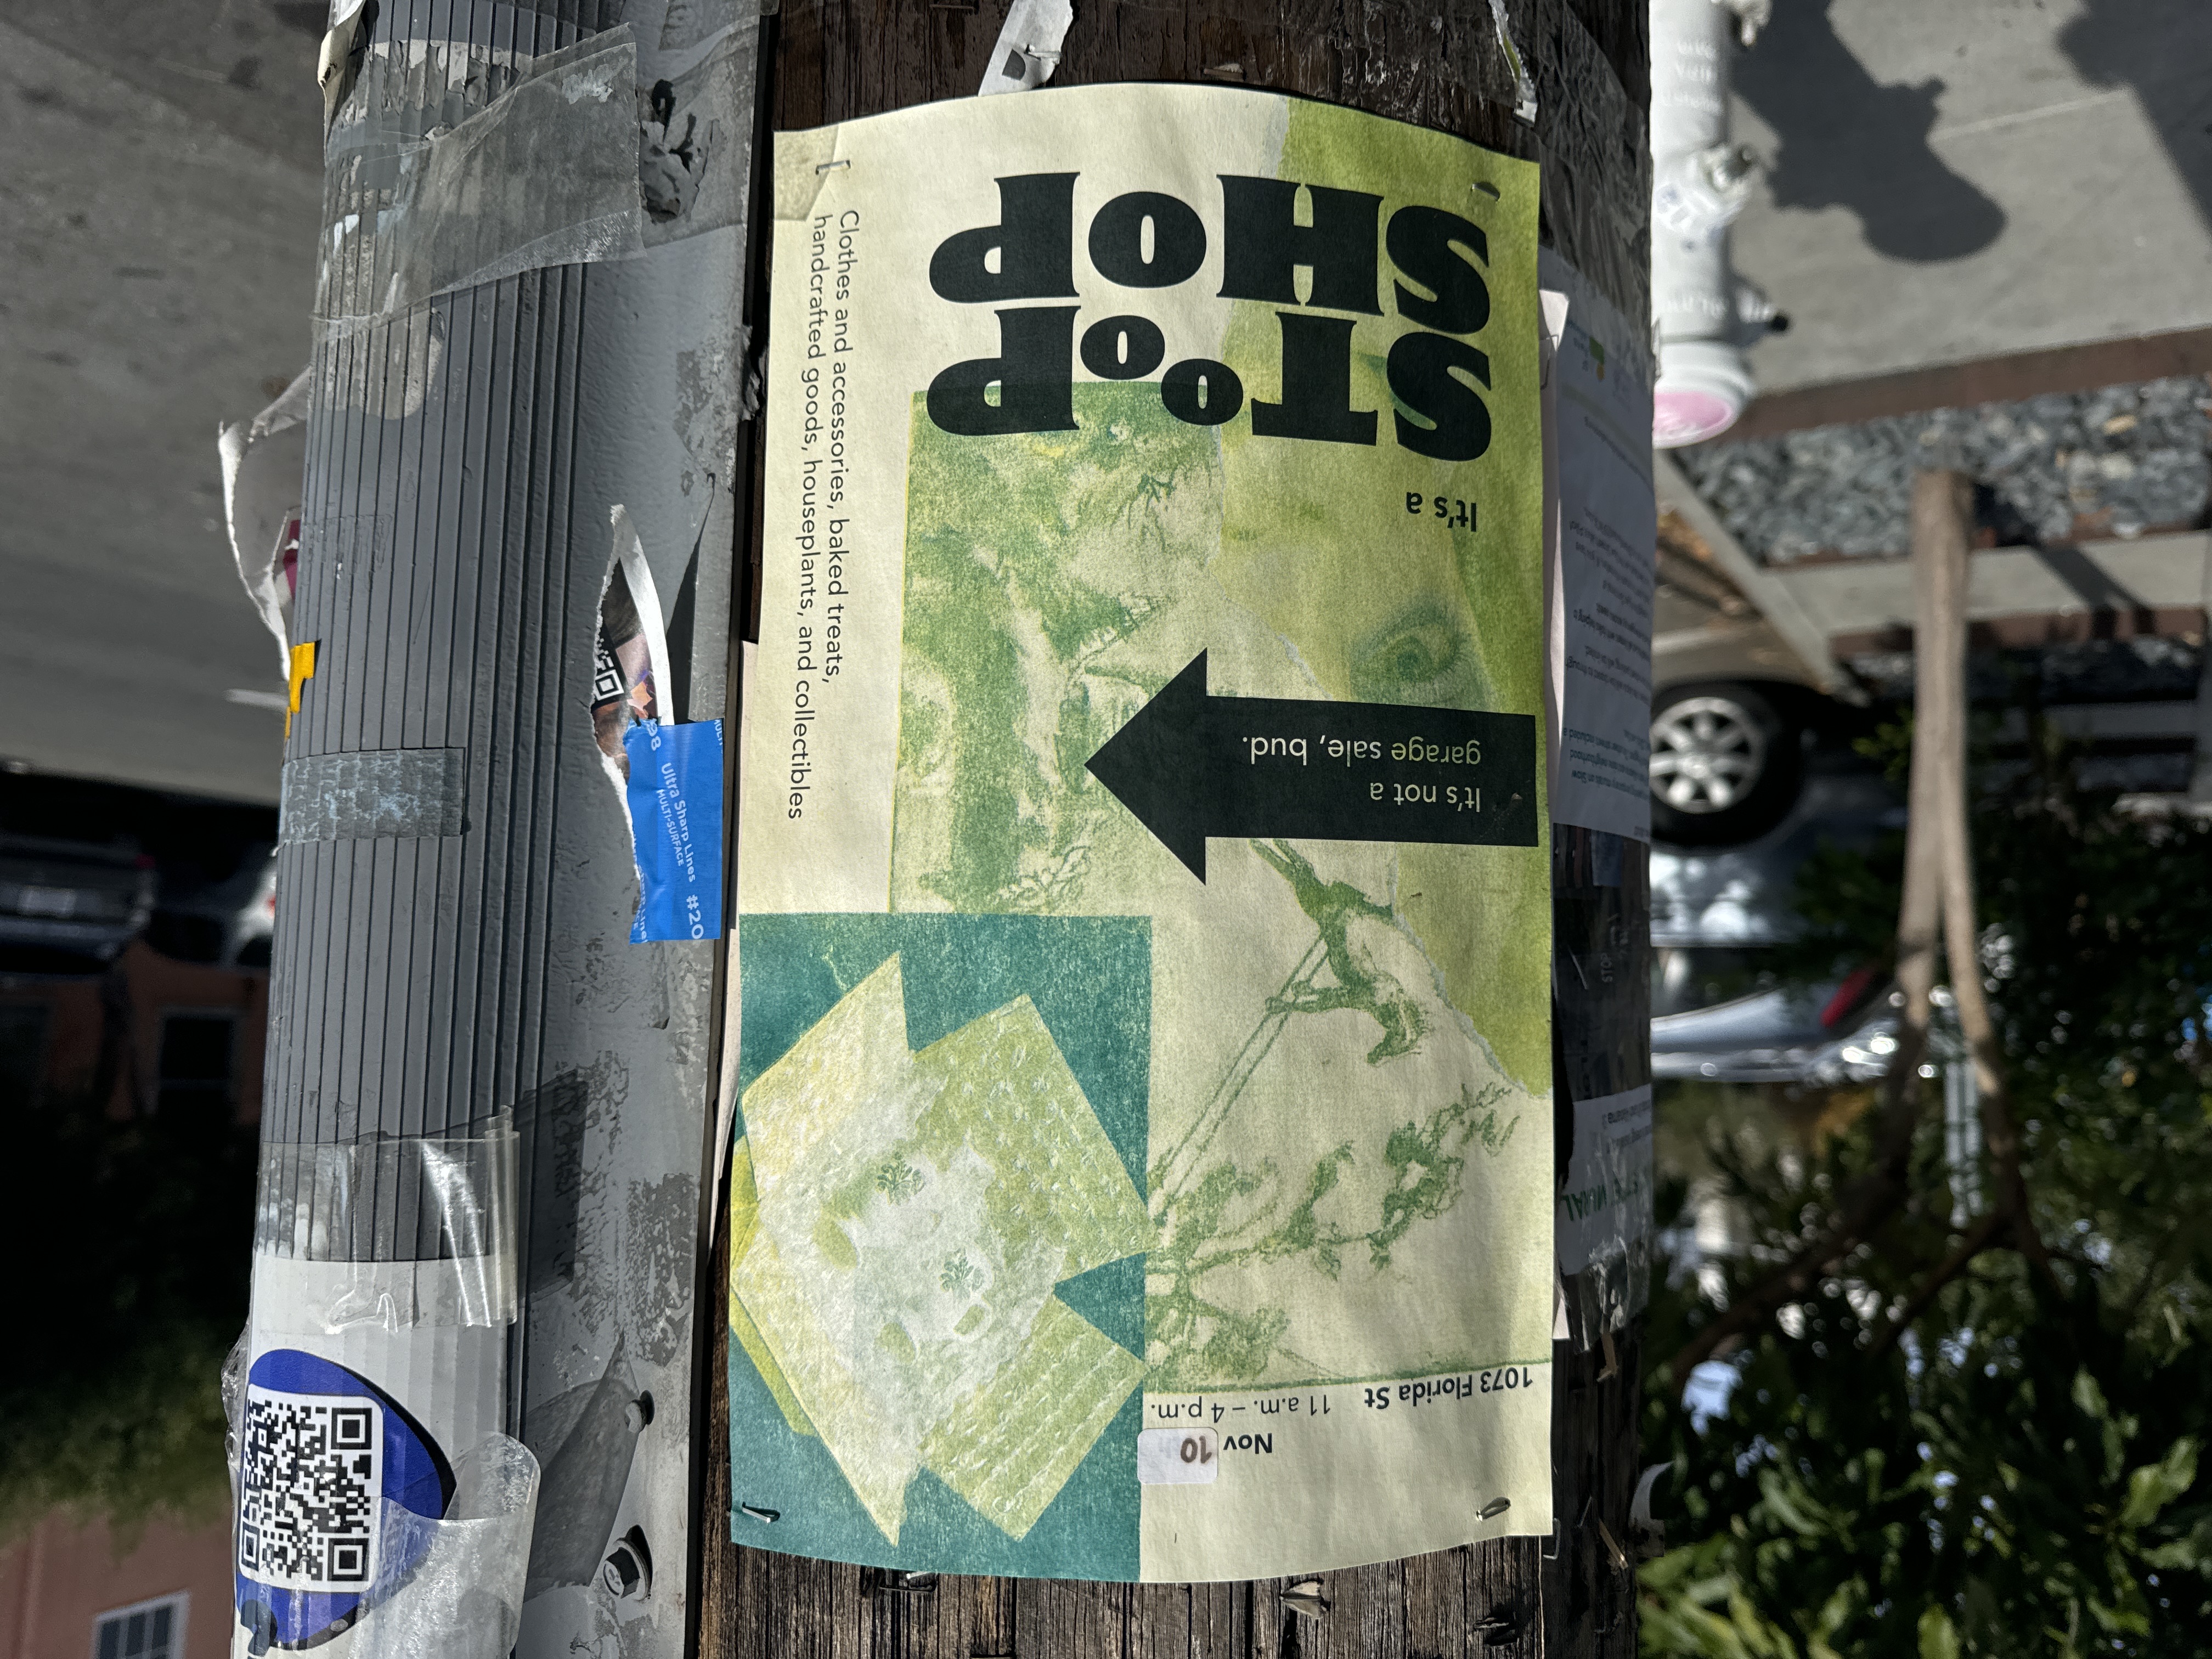 Nov 10
1073 Florida St
11 a.m. – 4 p.m.
It's not a
garage sale, bud.
It's a
STOOP
SHOP
Clothes and accessories, baked treats,
handcrafted goods, houseplants, and collectibles
Ultra Sharp Lines #20
MULTI-SURFACE